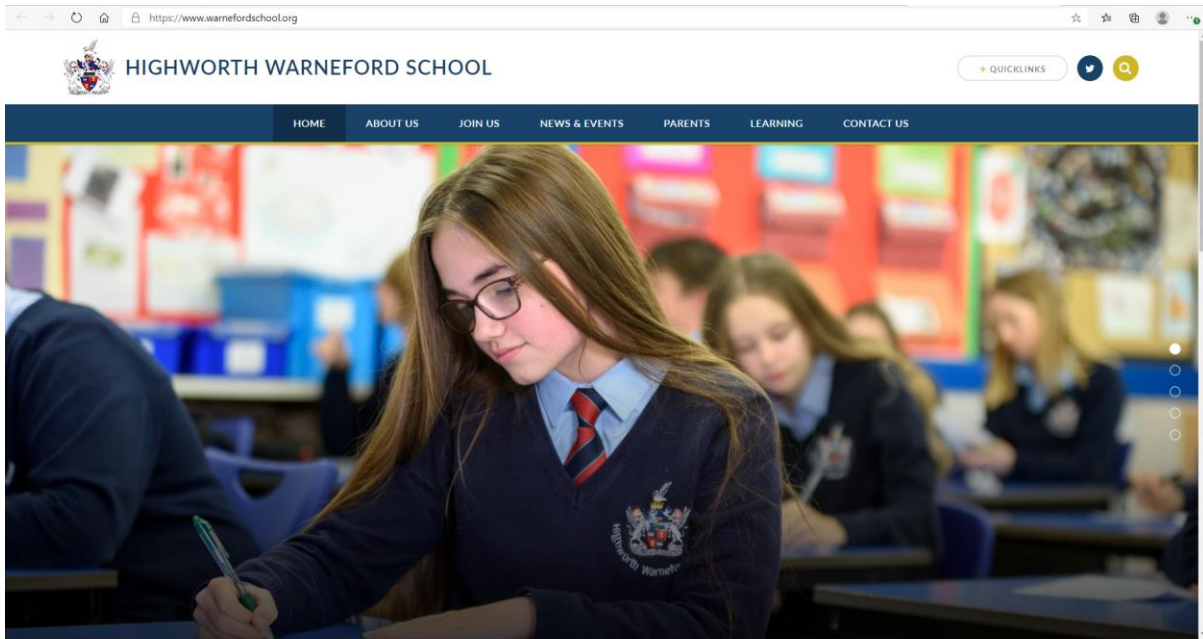 https://www.warnefordschool.org
HIGHWORTH WARNEFORD SCHOOL
+ QUICKLINKS
HOME ABOUT US JOIN US NEWS & EVENTS PARENTS LEARNING CONTACT US
Highworth Warnef